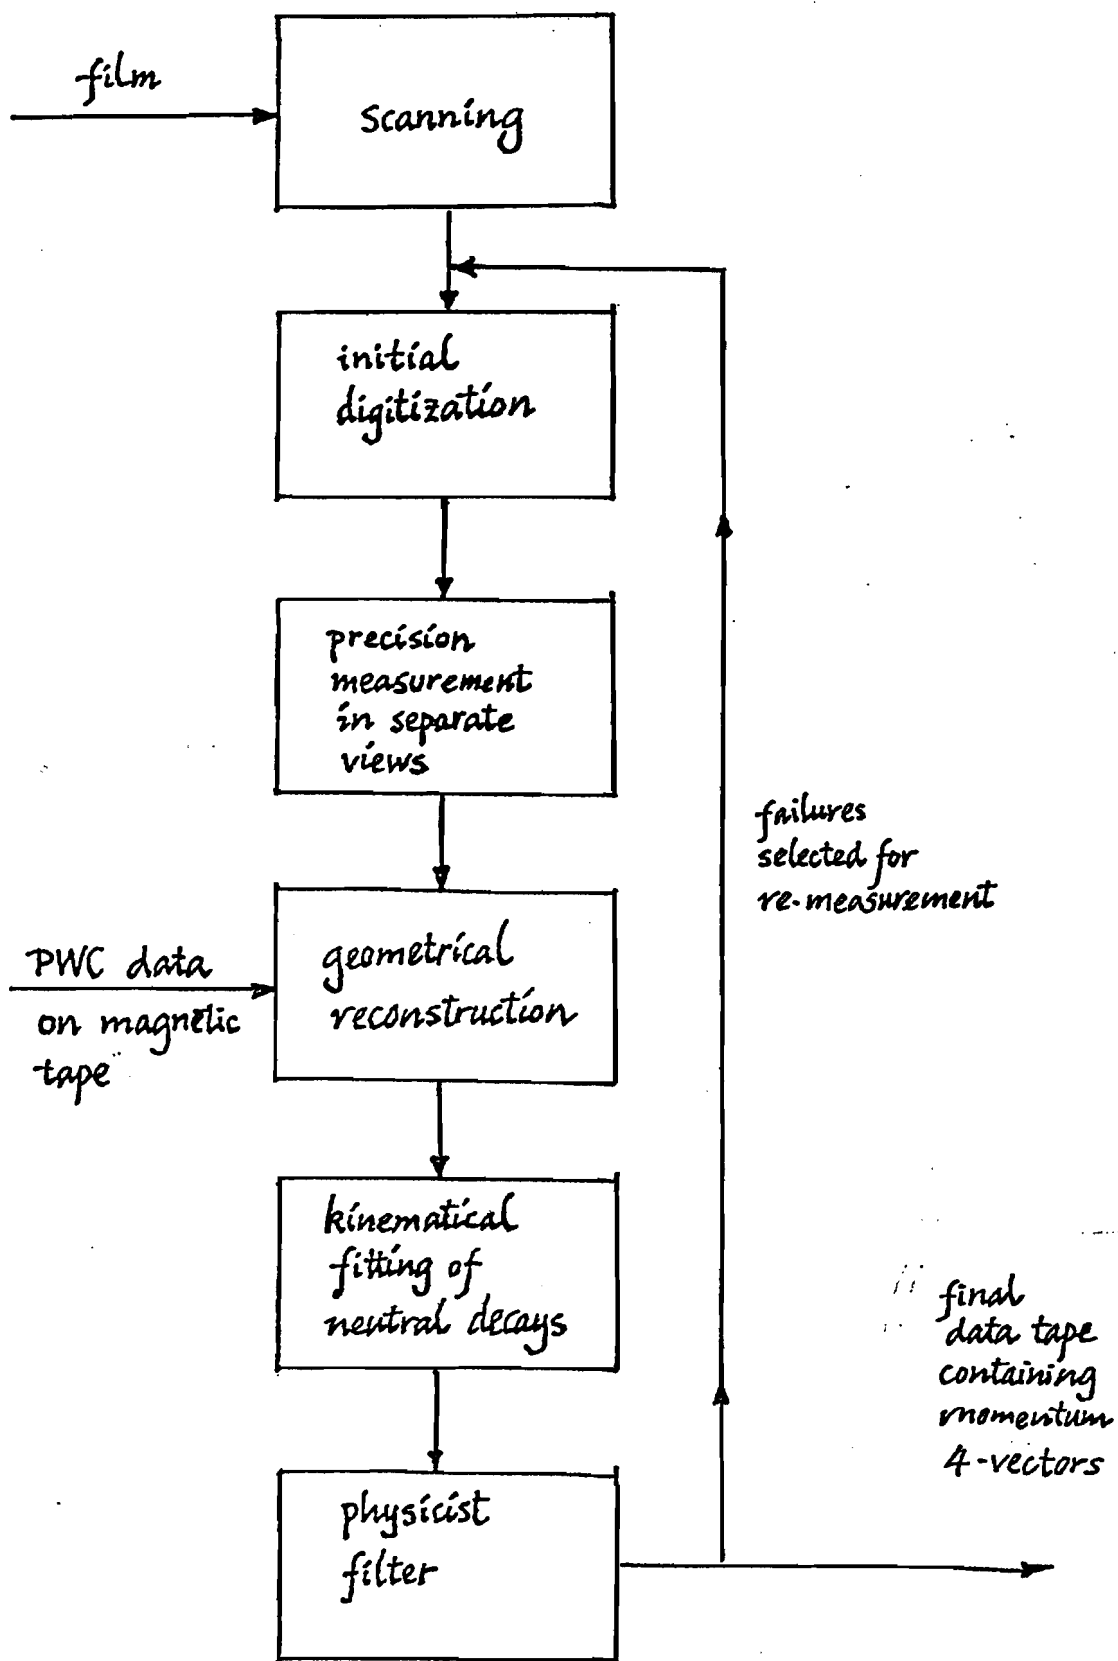 film
scanning
initial
digitization
precision
measurement
in separate
views
failures
selected for
re-measurement
PWC data
on magnetic
tape
geometrical
reconstruction
kinematical
fitting of
neutral decays
final
data tape
containing
momentum
4-vectors
physicist
filter